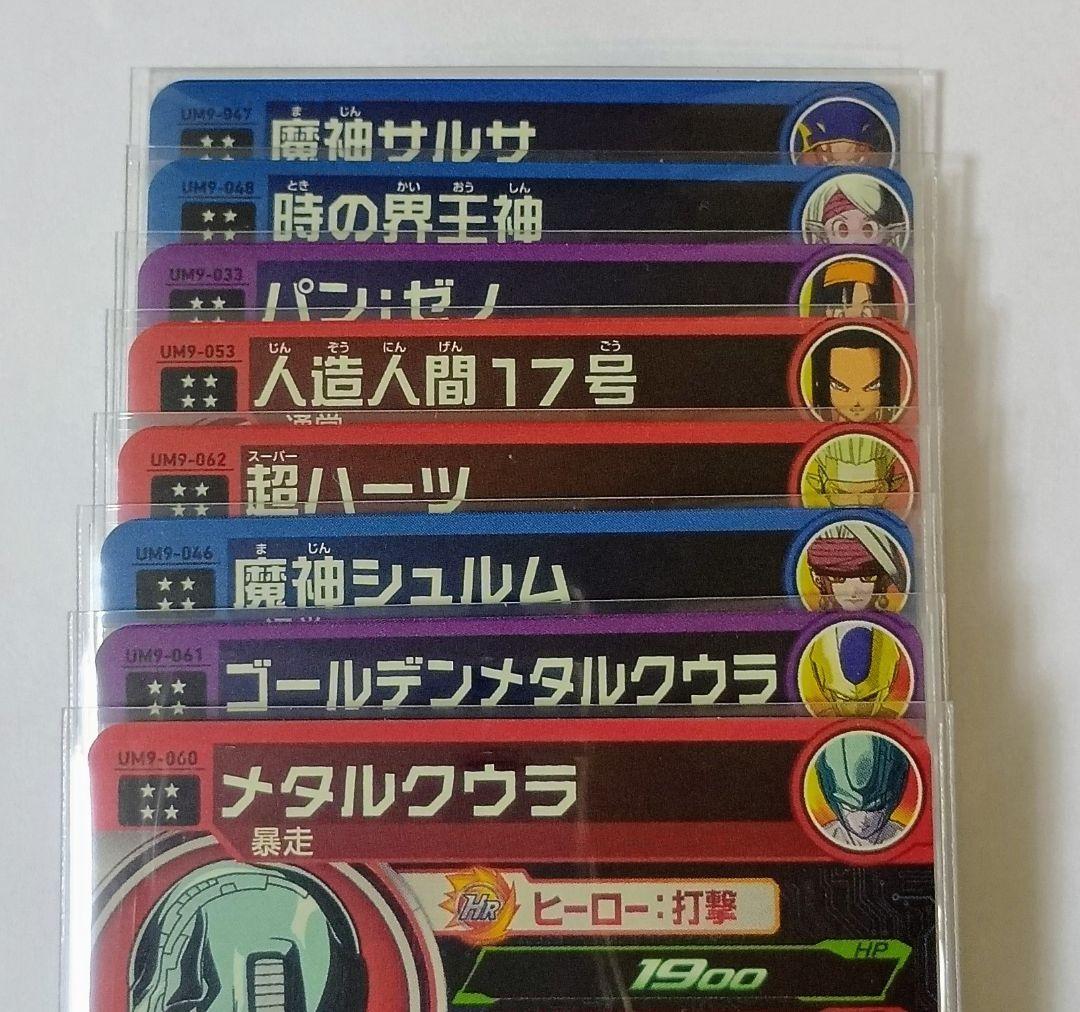 UM9-047
魔神サルサ
まじん
UM9-048
時の界王神
ときかいおうしん
UM9-033
パン:ゼノ
UM9-053
人造人間17号
じんぞうにんげんごう
通常
UM9-062
超ハーツ
スーパー
UM9-046
魔神シュルム
まじん
UM9-061
ゴールデンメタルクウラ
UM9-060
メタルクウラ
暴走
HR ヒーロー:打撃
HP
1900